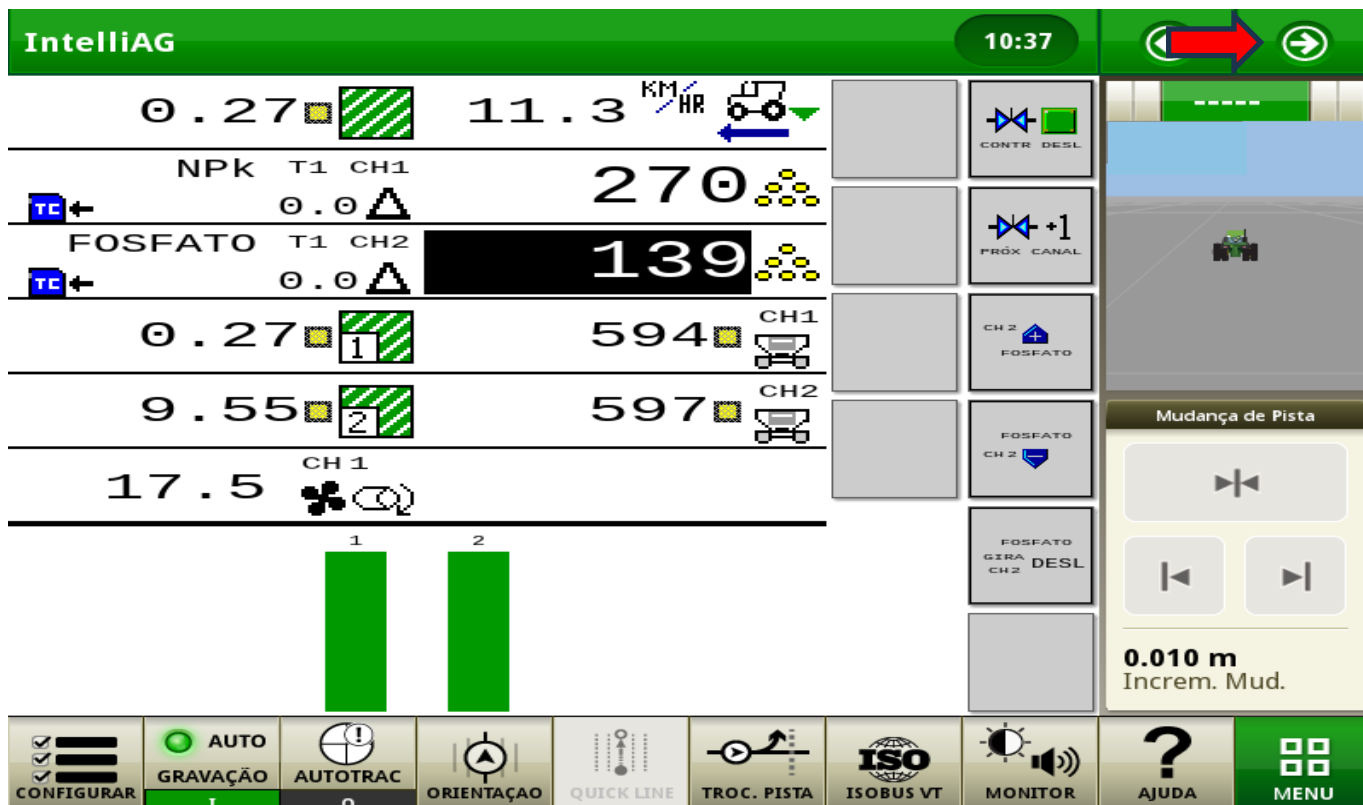 IntelliAG
10:37
0.27
11.3 KM/HR
NPk T1 CH1
270
TC
0.0
FOSFATO T1 CH2
139
TC
0.0
0.27
1
594
CH1
9.55
2
597
CH2
17.5
CH 1
1
2
CONTR DESL
+1
PRÓX CANAL
CH 2
FOSFATO
FOSFATO
CH 2
FOSFATO
GIRA
CH2 DESL
-----
Mudança de Pista
0.010 m
Increm. Mud.
CONFIGURAR
AUTO
GRAVAÇÃO
I
AUTOTRAC
ORIENTAÇAO
QUICK LINE
TROC. PISTA
ISO
ISOBUS VT
MONITOR
?
AJUDA
MENU